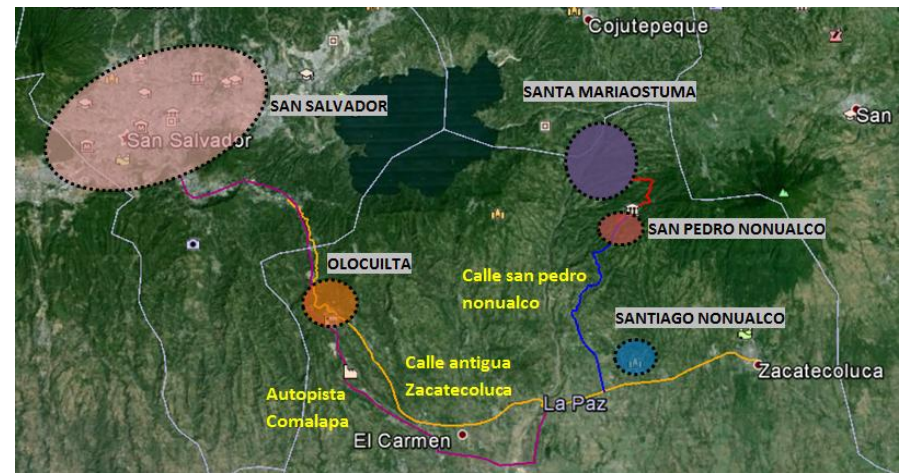 Cojutepeque
SANTA MARIAOSTUMA
SAN SALVADOR
San
San Salvador
SAN PEDRO NONUALCO
OLOCUILTA
Calle san pedro
nonualco
SANTIAGO NONUALCO
Calle antigua
Zacatecoluca
Zacatecoluca
Autopista
Comalapa
La Paz
El Carmen